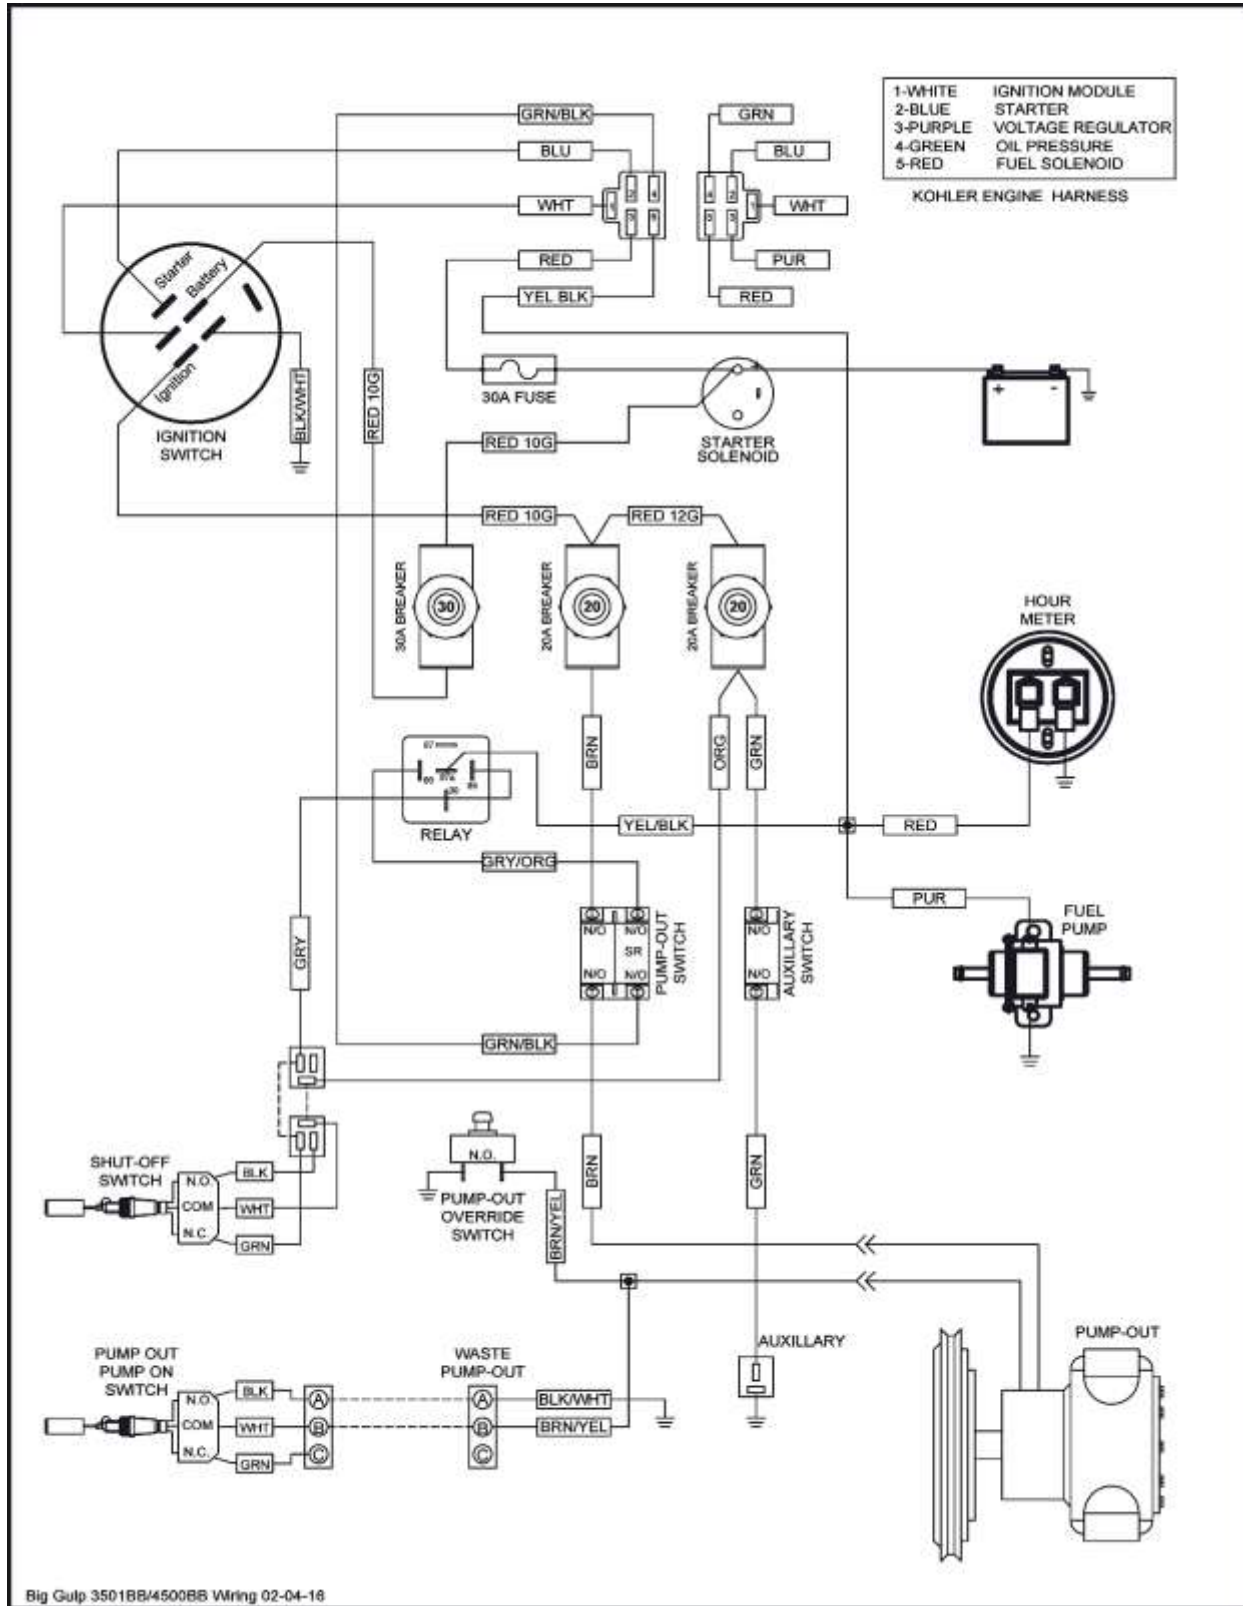 1-WHITE IGNITION MODULE
2-BLUE STARTER
3-PURPLE VOLTAGE REGULATOR
4-GREEN OIL PRESSURE
5-RED FUEL SOLENOID
KOHLER ENGINE HARNESS
GRN/BLK
GRN
BLU
BLU
WHT
1
1
WHT
RED
PUR
YEL BLK
RED
Starter
Battery
Ignition
IGNITION
SWITCH
BLK/WHT
RED 10G
30A FUSE
+
STARTER
SOLENOID
+ -
RED 10G
RED 10G
RED 12G
30A BREAKER
30
20A BREAKER
20
20A BREAKER
20
HOUR
METER
BRN
ORG
GRN
87
87A
RELAY
YEL/BLK
RED
GRY/ORG
PUR
FUEL
PUMP
GRY
N/O N/O
SR
N/O N/O
PUMP-OUT
SWITCH
N/O
N/O
AUXILLARY
SWITCH
GRN/BLK
SHUT-OFF
SWITCH
N.O.
COM
N.C.
BLK
WHT
GRN
N.O.
PUMP-OUT
OVERRIDE
SWITCH
BRN/YEL
BRN
GRN
PUMP OUT
PUMP ON
SWITCH
N.O.
COM
N.C.
BLK
WHT
GRN
A
B
C
WASTE
PUMP-OUT
A
B
C
BLK/WHT
BRN/YEL
AUXILLARY
PUMP-OUT
Big Gulp 3501BB/4500BB Wiring 02-04-16